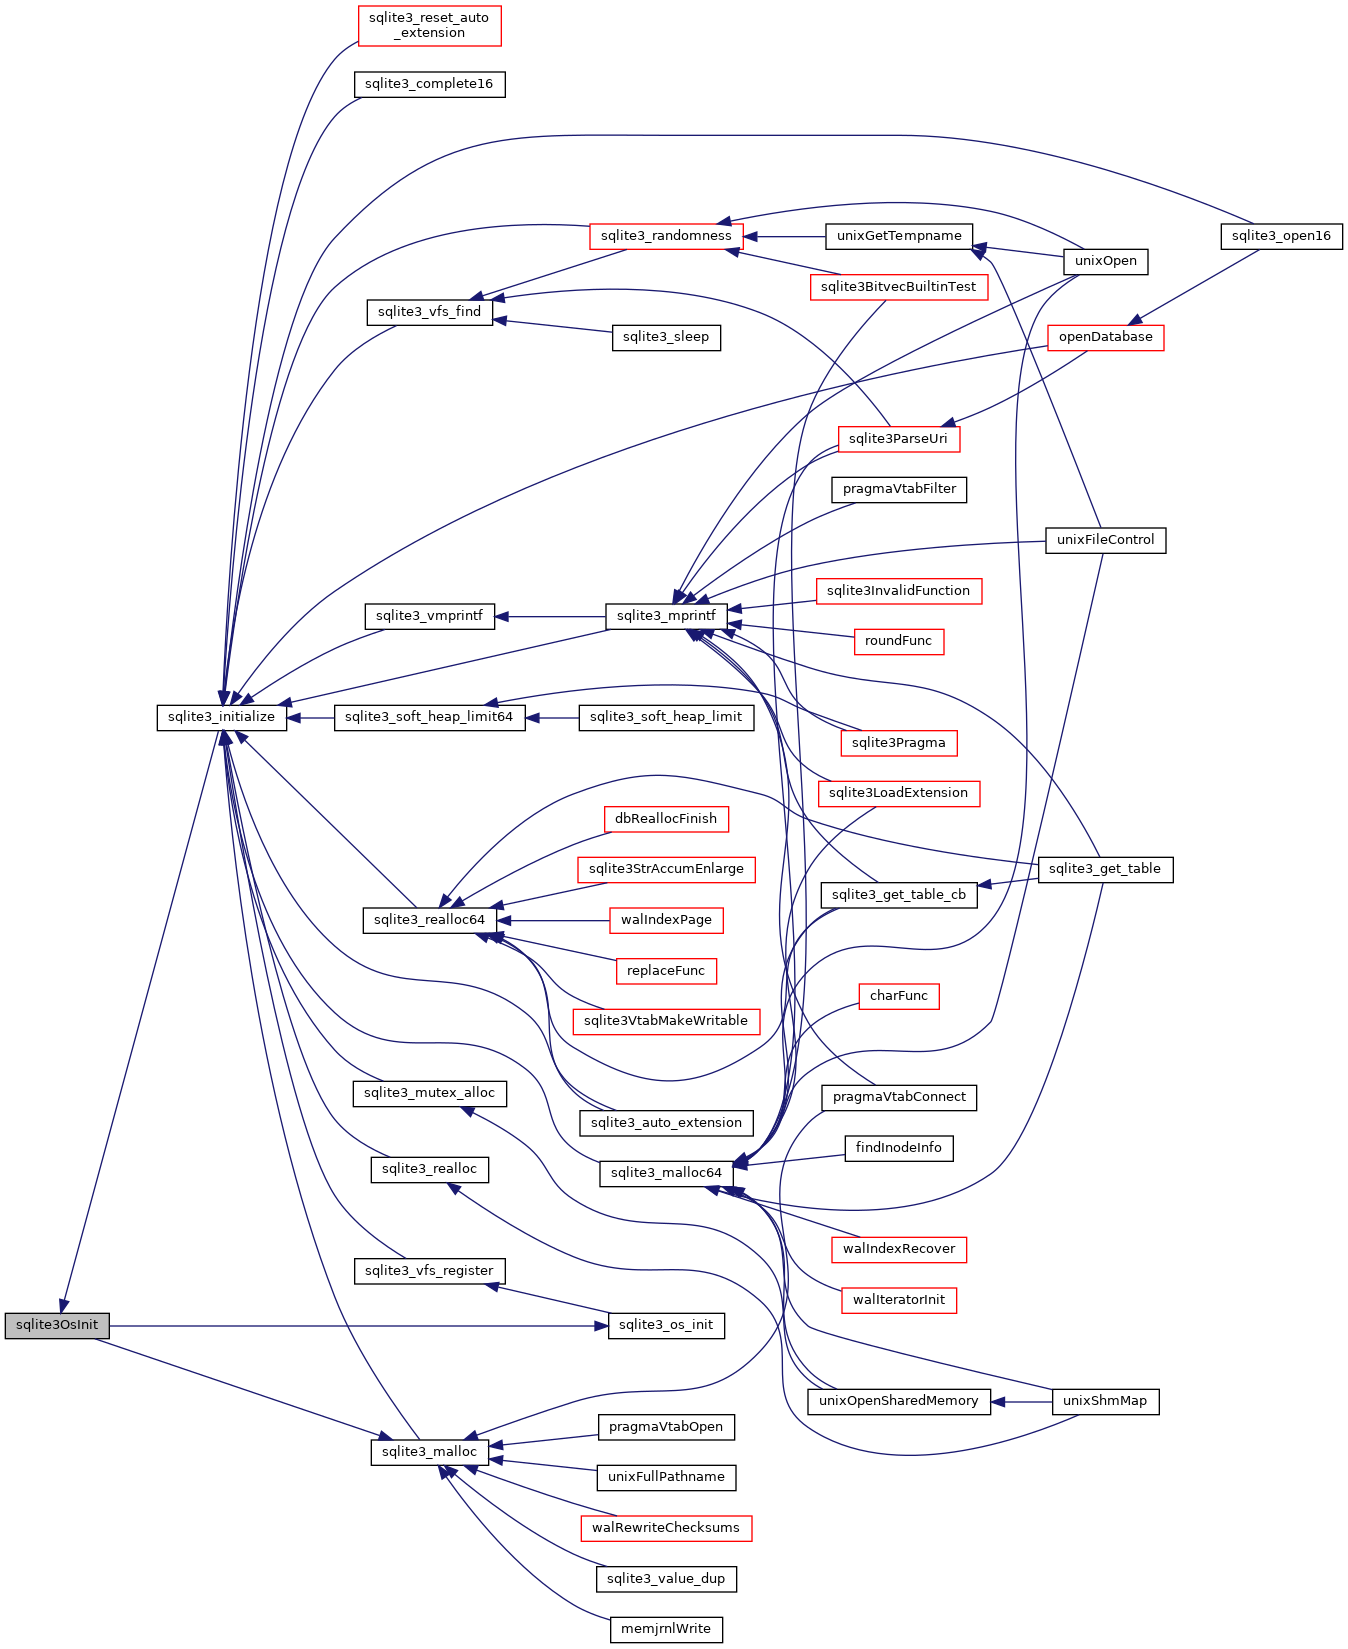 sqlite3_reset_auto
_extension
sqlite3_complete16
sqlite3_randomness
unixGetTempname
sqlite3_open16
unixOpen
sqlite3BitvecBuiltinTest
sqlite3_vfs_find
sqlite3_sleep
openDatabase
sqlite3ParseUri
pragmaVtabFilter
unixFileControl
sqlite3InvalidFunction
sqlite3_vmprintf
sqlite3_mprintf
roundFunc
sqlite3_initialize
sqlite3_soft_heap_limit64
sqlite3_soft_heap_limit
sqlite3Pragma
sqlite3LoadExtension
dbReallocFinish
sqlite3StrAccumEnlarge
sqlite3_get_table
sqlite3_get_table_cb
sqlite3_realloc64
walIndexPage
replaceFunc
charFunc
sqlite3VtabMakeWritable
sqlite3_mutex_alloc
pragmaVtabConnect
sqlite3_auto_extension
findInodeInfo
sqlite3_realloc
sqlite3_malloc64
walIndexRecover
sqlite3_vfs_register
walIteratorInit
sqlite3OsInit
sqlite3_os_init
unixOpenSharedMemory
unixShmMap
pragmaVtabOpen
sqlite3_malloc
unixFullPathname
walRewriteChecksums
sqlite3_value_dup
memjrnlWrite